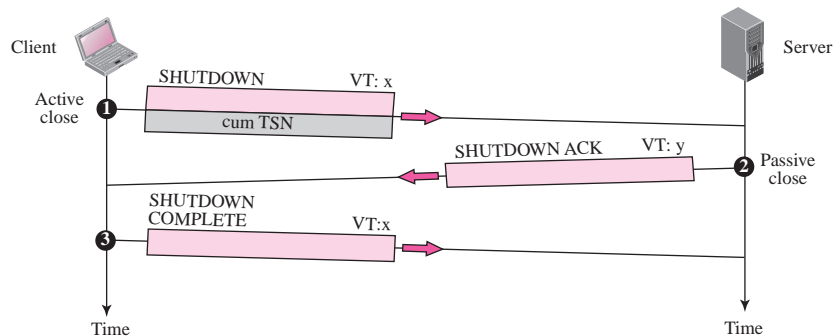 Client
Server
SHUTDOWN
VT: x
Active
close
1
cum TSN
SHUTDOWN ACK
VT: y
2
Passive
close
SHUTDOWN
COMPLETE
VT:x
3
Time
Time